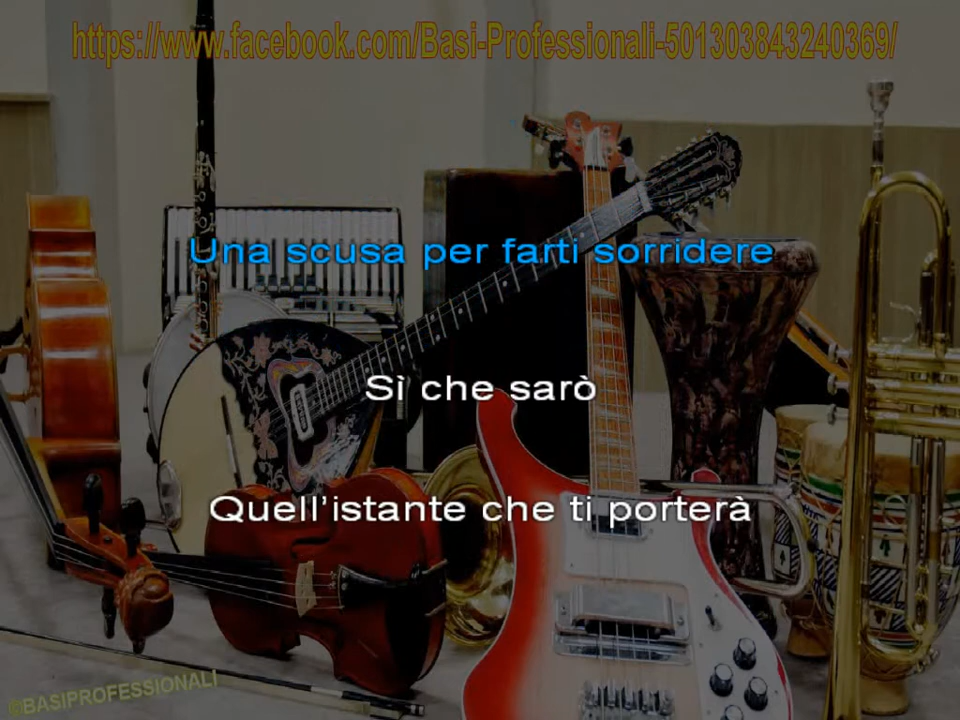 https://www.facebook.com/Basi-Professionali-501303843240369/
Una scusa per farti sorridere
Sì che sarò
Quell'istante che ti porterà
©BASIPROFESSIONALI